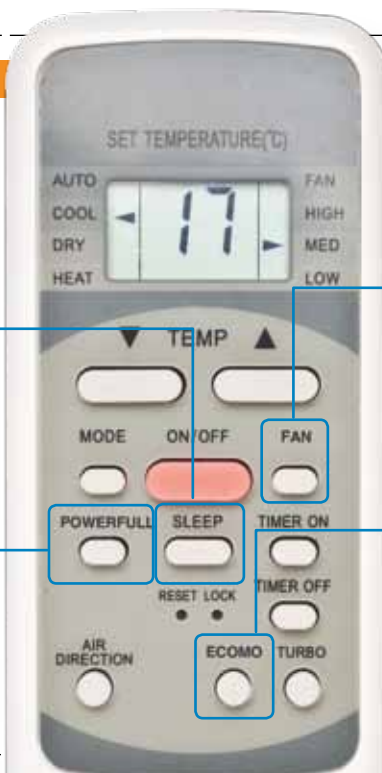 SET TEMPERATURE(°C)
AUTO
COOL
DRY
HEAT
17
FAN
HIGH
MED
LOW
▼ TEMP ▲
MODE ON/OFF FAN
POWERFULL SLEEP TIMER ON
RESET LOCK TIMER OFF
AIR DIRECTION ECOMO TURBO